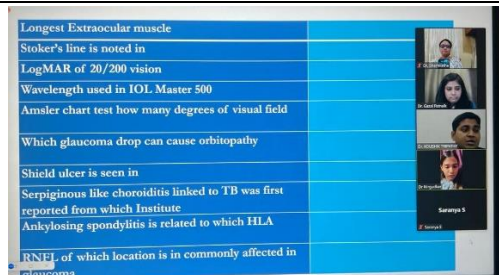 Longest Extraocular muscle
Stoker's line is noted in
LogMAR of 20/200 vision
Wavelength used in IOL Master 500
Amsler chart test how many degrees of visual field
Which glaucoma drop can cause orbitopathy
Shield ulcer is seen in
Serpiginous like choroiditis linked to TB was first
reported from which Institute
Ankylosing spondylitis is related to which HLA
RNFL of which location is in commonly affected in
glaucoma
Saranya S
Saranya S